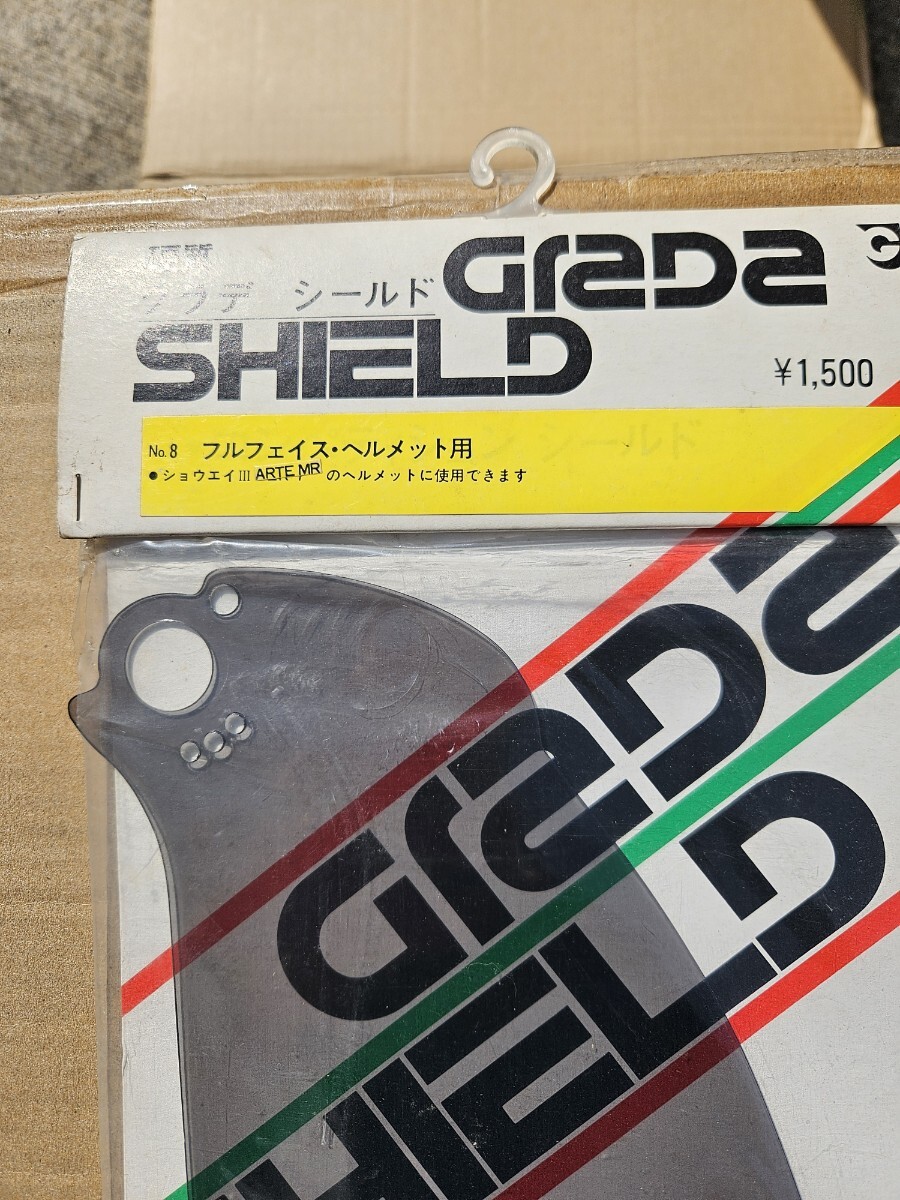 硬質
グラデ シールド
GraDa
SHIELD
¥1,500
No.8 フルフェイス・ヘルメット用
●ショウエイIII ARTE, MR のヘルメットに使用できます
GraDa
SHIELD